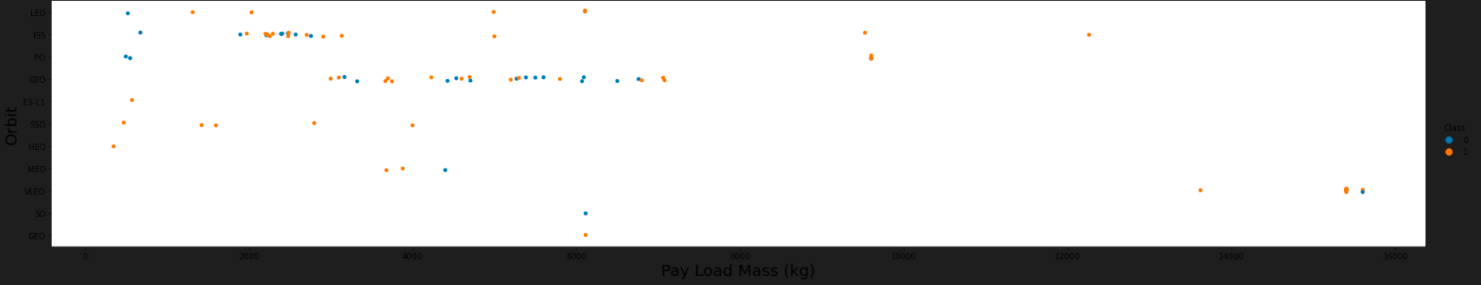 LEO
ISS
PO
GTO
ES-L1
SSO
HEO
MEO
VLEO
SO
GEO
Orbit
0 2000 4000 6000 8000 10000 12000 14000 16000
Pay Load Mass (kg)
Class
0
1